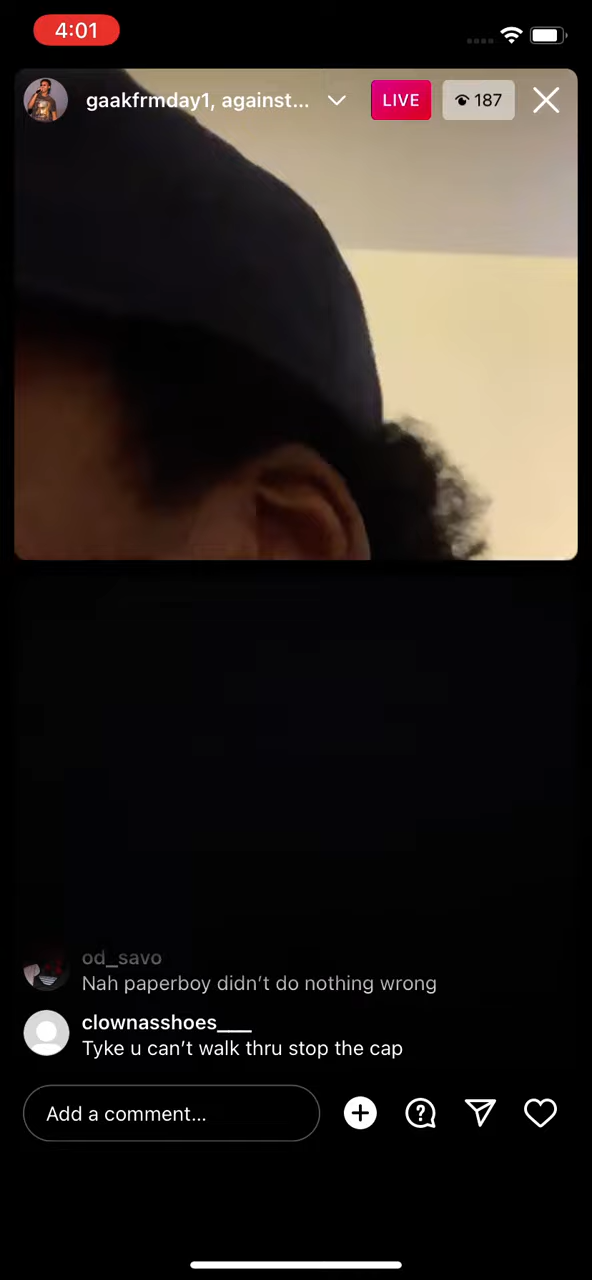 4:01
gaakfrmday1, against...
LIVE
187
od_savo
Nah paperboy didn't do nothing wrong
clownasshoes___
Tyke u can't walk thru stop the cap
Add a comment...